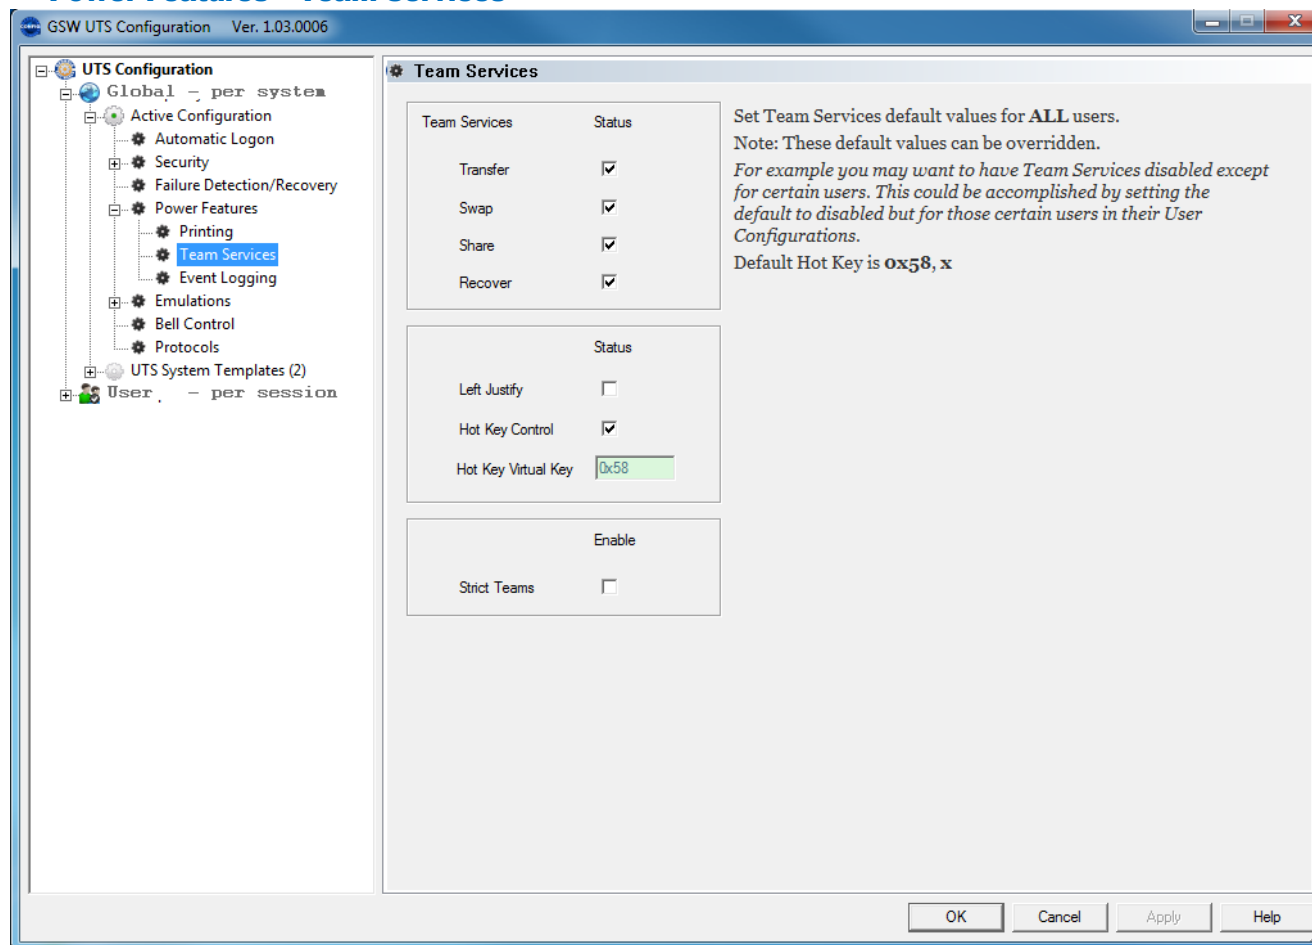 Power Features - Team Services
GSW UTS Configuration Ver. 1.03.0006
UTS Configuration
Global - per system
Active Configuration
Automatic Logon
Security
Failure Detection/Recovery
Power Features
Printing
Team Services
Event Logging
Emulations
Bell Control
Protocols
UTS System Templates (2)
User - per session
Team Services
Team Services Status
Transfer
Swap
Share
Recover
Status
Left Justify
Hot Key Control
Hot Key Virtual Key 0x58
Enable
Strict Teams
Set Team Services default values for ALL users.
Note: These default values can be overridden.
For example you may want to have Team Services disabled except
for certain users. This could be accomplished by setting the
default to disabled but for those certain users in their User
Configurations.
Default Hot Key is 0x58, x
OK Cancel Apply Help